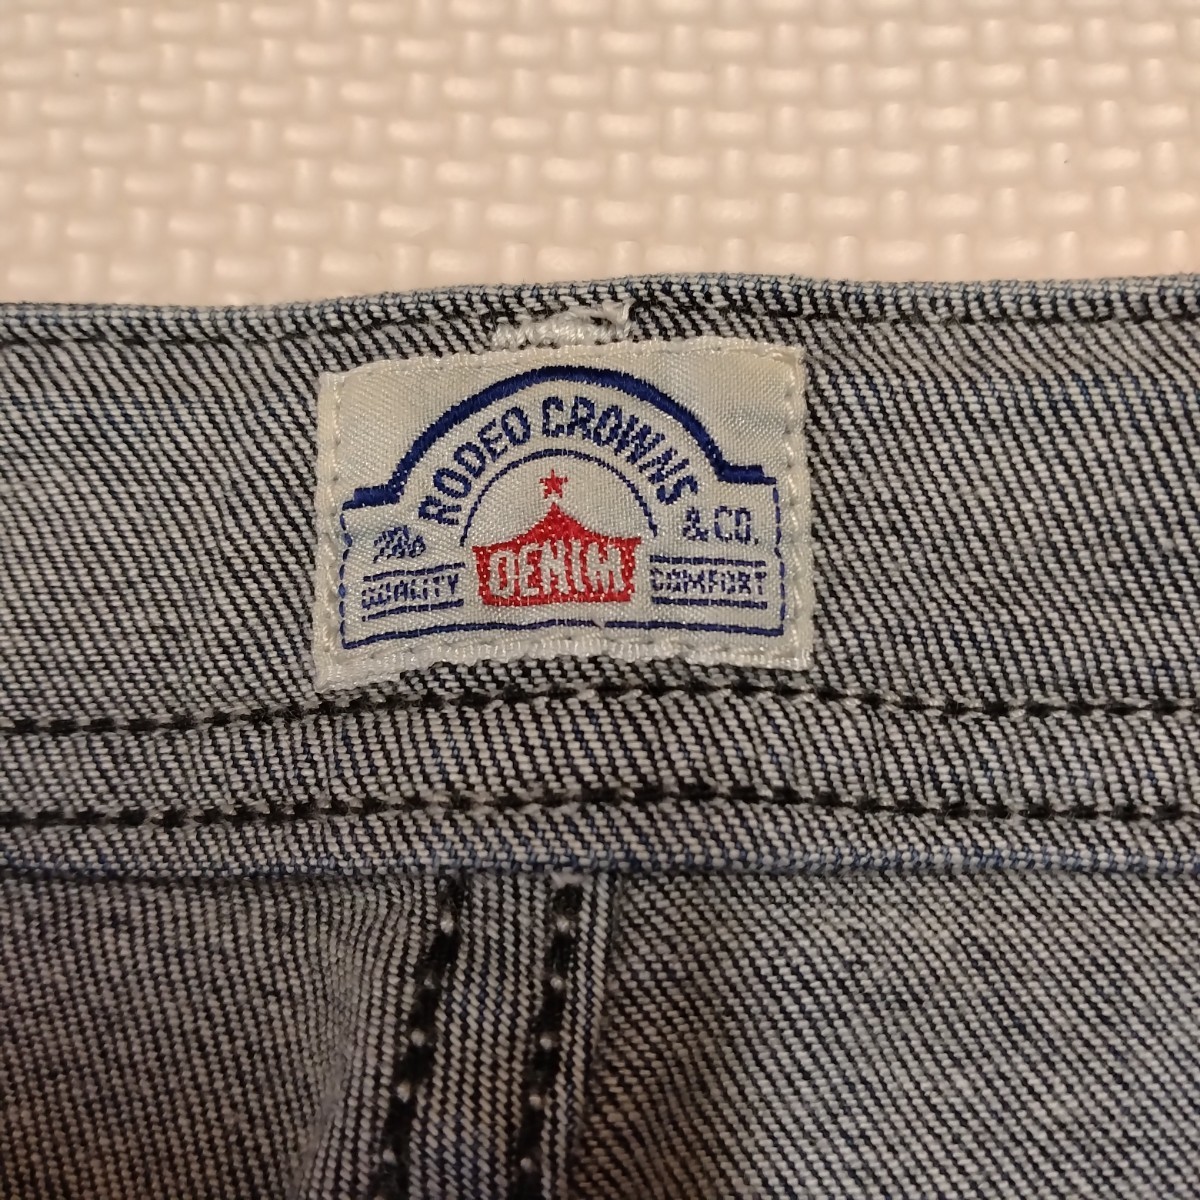 RODEO CROWNS
& CO.
QUALITY
DENIM
COMFORT